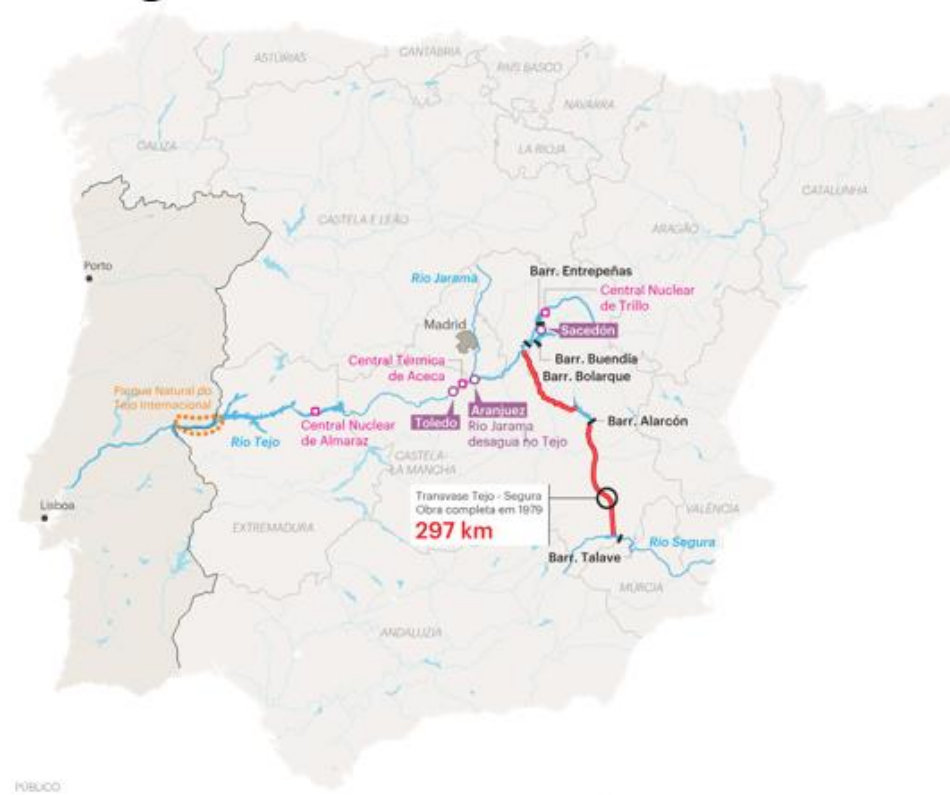 CANTÁBRIA
ASTÚRIAS
PAÍS BASCO
NAVARRA
GALIZA
LA RIOJA
CATALUNHA
CASTELA E LEÃO
ARAGÃO
Porto
Rio Jarama
Barr. Entrepeñas
Central Nuclear
de Trillo
Madrid
Sacedón
Barr. Buendía
Central Térmica
de Aceca
Barr. Bolarque
Parque Natural do
Tejo Internacional
Toledo
Aranjuez
Rio Jarama
desagua no Tejo
Central Nuclear
de Almaraz
Rio Tejo
Barr. Alarcón
CASTELA-
LA MANCHA
Lisboa
Transvase Tejo - Segura
Obra completa em 1979
297 km
VALÊNCIA
EXTREMADURA
Rio Segura
Barr. Talave
MÚRCIA
ANDALUZIA
PÚBLICO